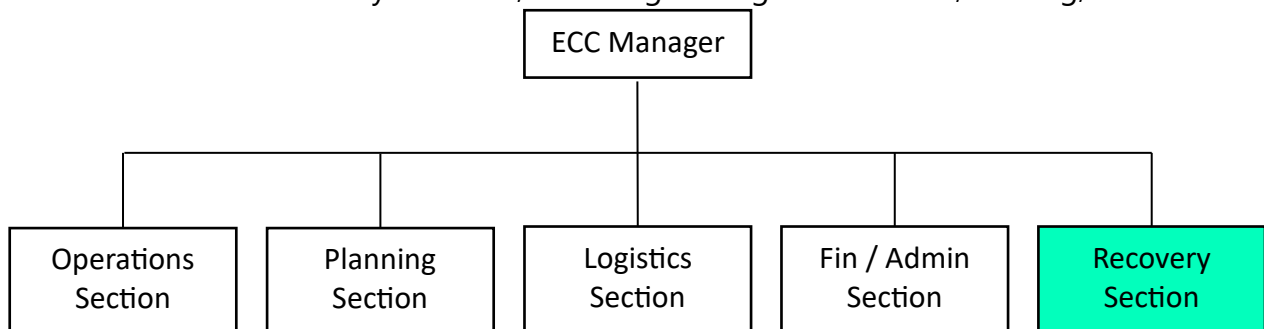 ECC Manager
Operations
Section
Planning
Section
Logistics
Section
Fin / Admin
Section
Recovery
Section